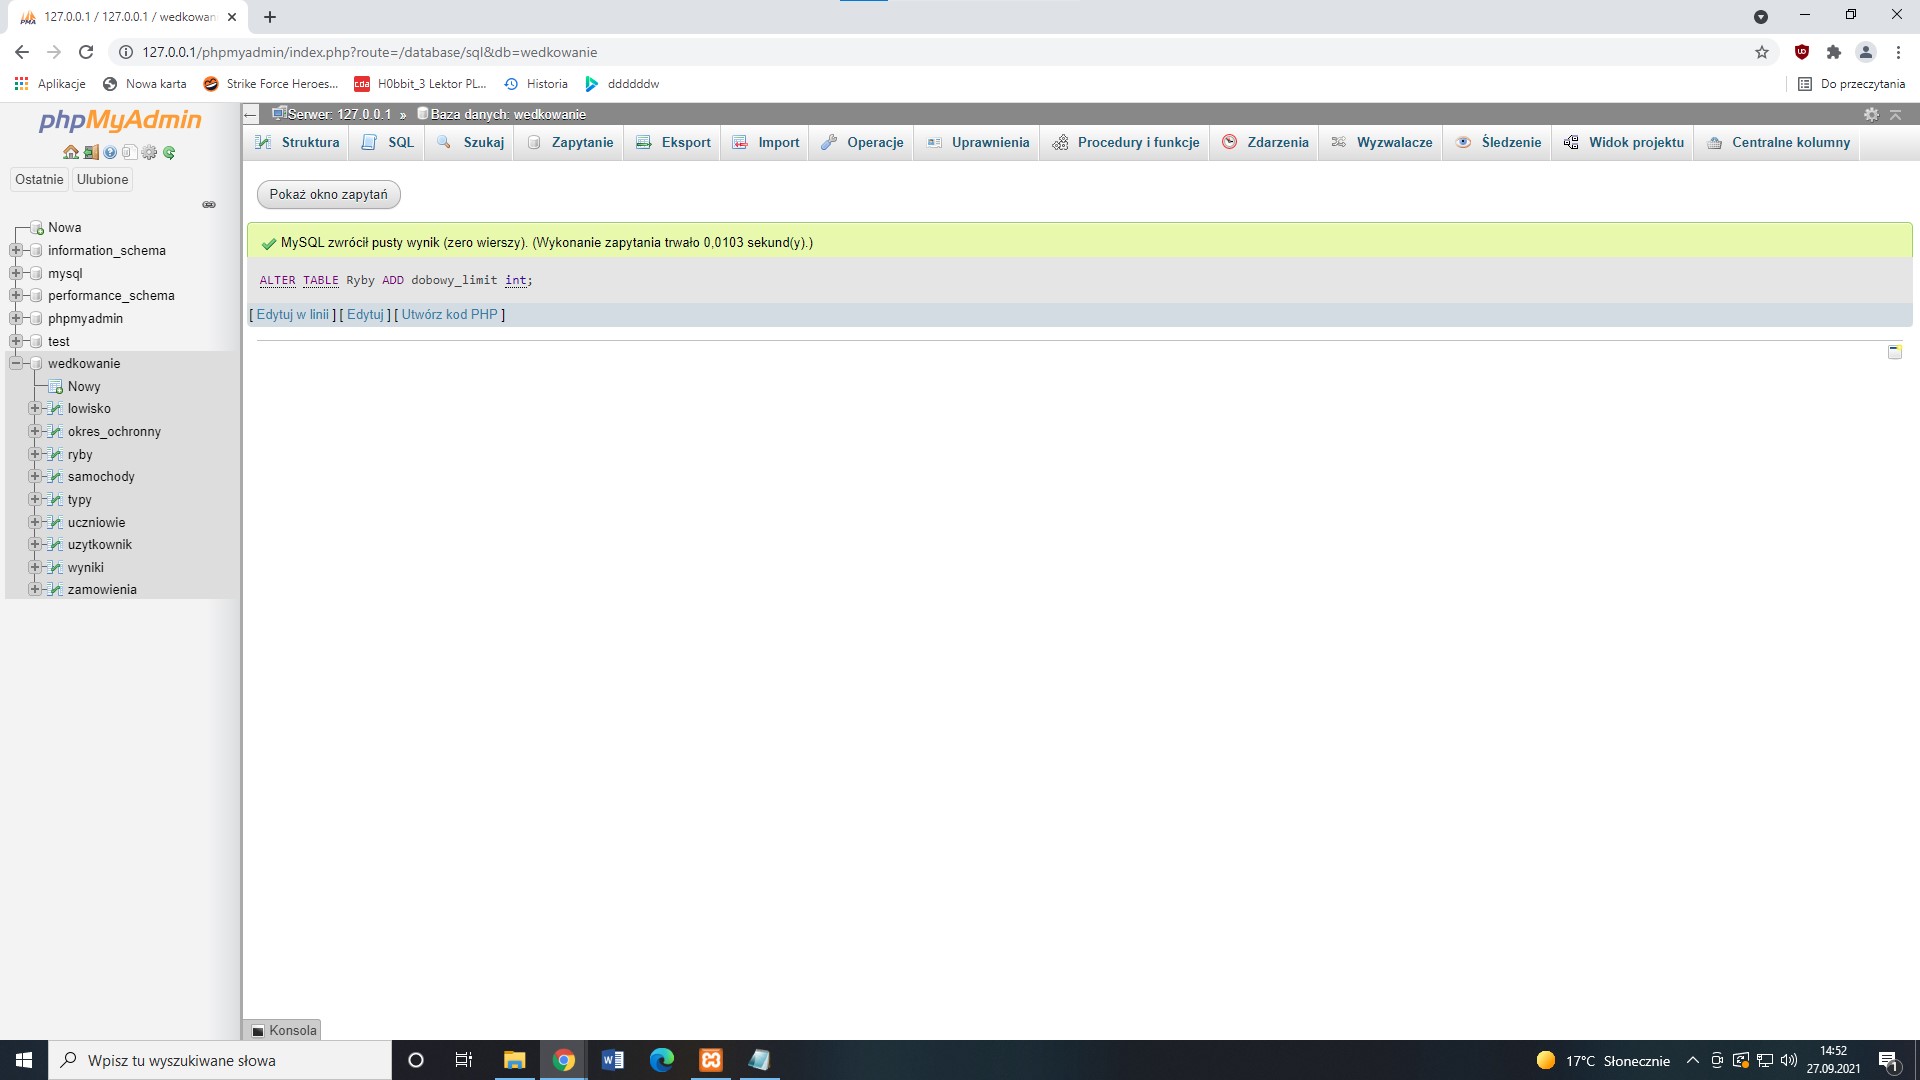 127.0.0.1 / 127.0.0.1 / wedkowan
127.0.0.1/phpmyadmin/index.php?route=/database/sql&db=wedkowanie
Aplikacje Nowa karta Strike Force Heroes... cda H0bbit_3 Lektor PL... Historia ddddddw Do przeczytania
phpMyAdmin
Serwer: 127.0.0.1 » Baza danych: wedkowanie
Struktura SQL Szukaj Zapytanie Eksport Import Operacje Uprawnienia Procedury i funkcje Zdarzenia Wyzwalacze Śledzenie Widok projektu Centralne kolumny
Ostatnie Ulubione
Nowa
information_schema
mysql
performance_schema
phpmyadmin
test
wedkowanie
Nowy
lowisko
okres_ochronny
ryby
samochody
typy
uczniowie
uzytkownik
wyniki
zamowienia
Pokaż okno zapytań
MySQL zwrócił pusty wynik (zero wierszy). (Wykonanie zapytania trwało 0,0103 sekund(y).)
ALTER TABLE Ryby ADD dobowy_limit int;
[ Edytuj w linii ] [ Edytuj ] [ Utwórz kod PHP ]
Konsola
Wpisz tu wyszukiwane słowa
17°C Słonecznie
14:52
27.09.2021
1